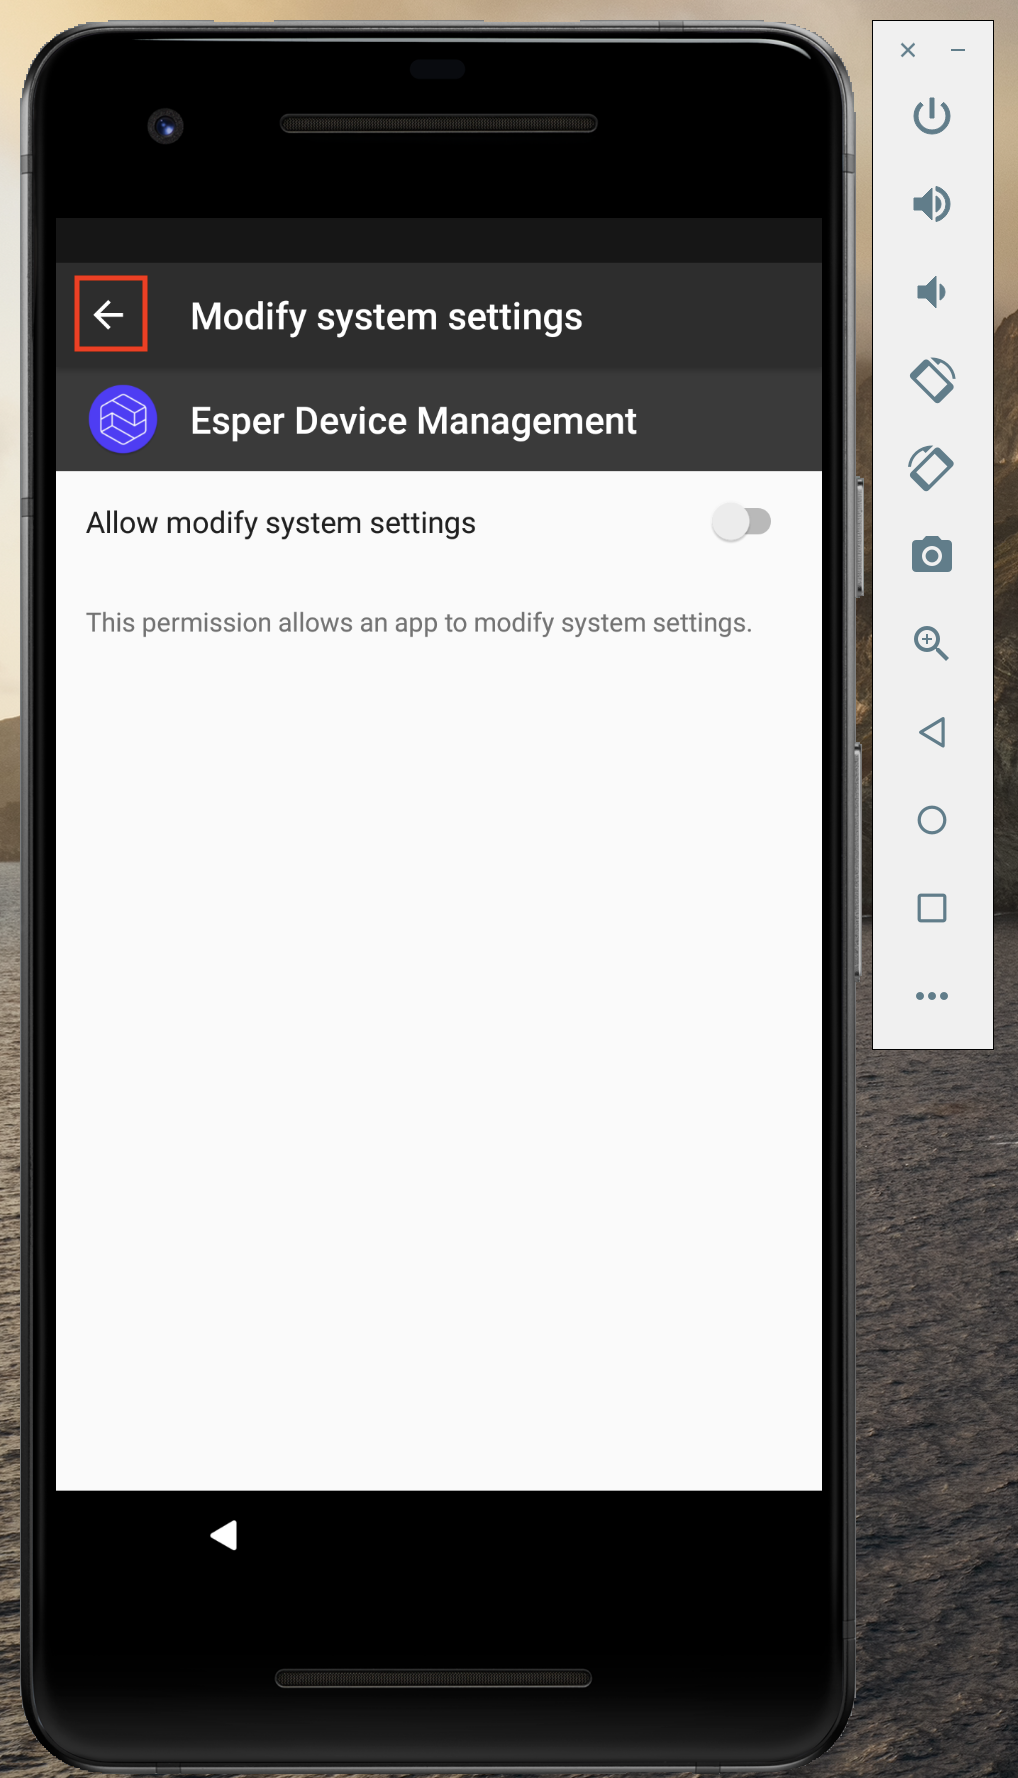 Modify system settings
Esper Device Management
Allow modify system settings
This permission allows an app to modify system settings.